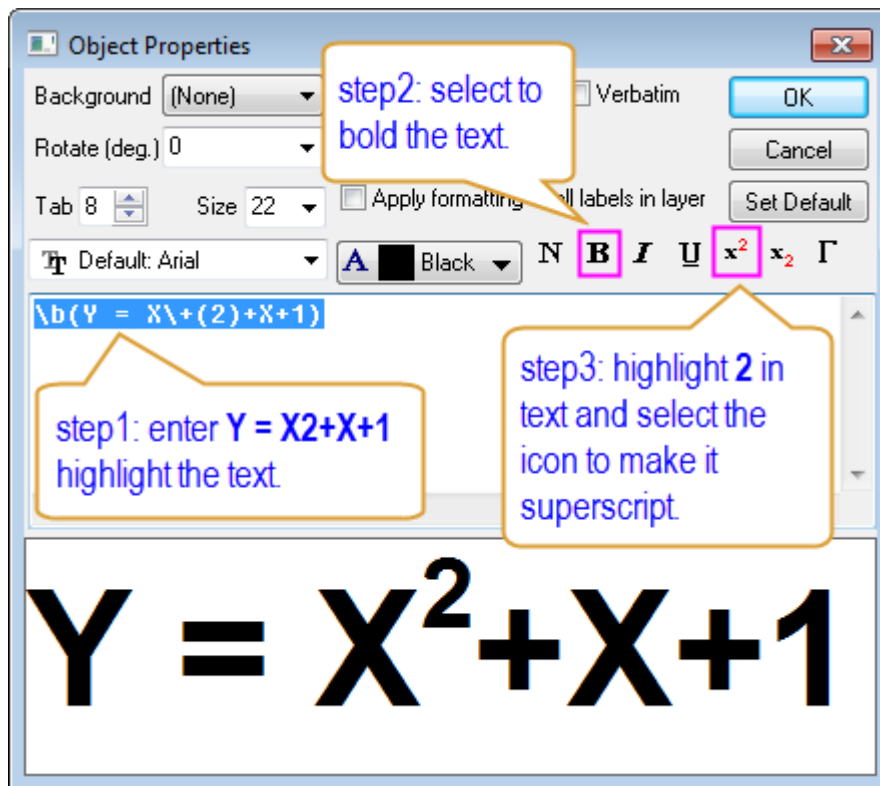 Object Properties
Background (None)
step2: select to
bold the text.
Verbatim
OK
Rotate (deg.) 0
Cancel
Tab 8
Size 22
Apply formatting
ll labels in layer
Set Default
Default: Arial
A Black
N B I U x² x₂ Γ
\b(Y = X\+(2)+X+1)
step1: enter Y = X2+X+1
highlight the text.
step3: highlight 2 in
text and select the
icon to make it
superscript.
Y = X²+X+1